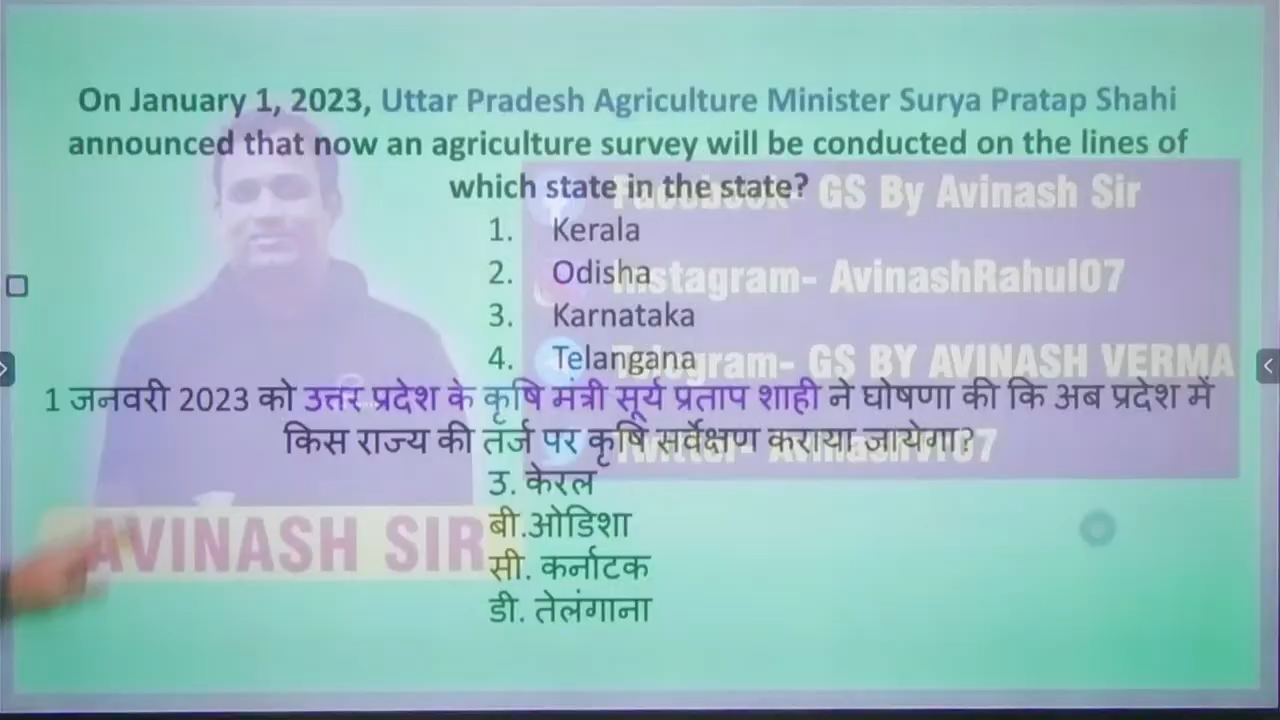 On January 1, 2023, Uttar Pradesh Agriculture Minister Surya Pratap Shahi
announced that now an agriculture survey will be conducted on the lines of
which state in the state?
1. Kerala
2. Odisha
3. Karnataka
4. Telangana
1 जनवरी 2023 को उत्तर प्रदेश के कृषि मंत्री सूर्य प्रताप शाही ने घोषणा की कि अब प्रदेश में
किस राज्य की तर्ज पर कृषि सर्वेक्षण कराया जायेगा?
उ. केरल
बी.ओडिशा
सी. कर्नाटक
डी. तेलंगाना
Facebook- GS By Avinash Sir
Instagram- AvinashRahul07
Telegram- GS BY AVINASH VERMA
Twitter-
AVINASH SIR